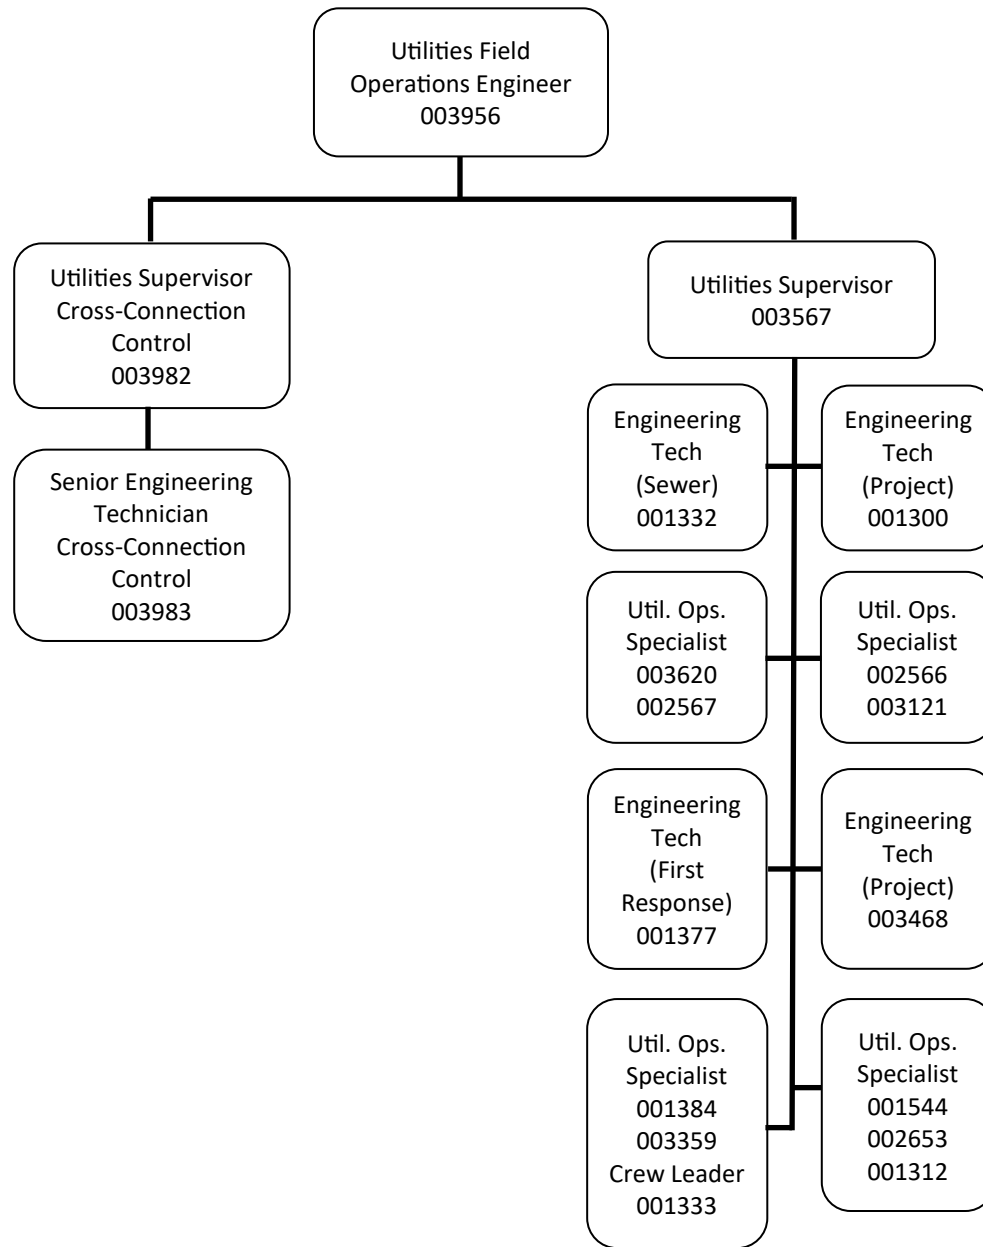 Utilities Field
Operations Engineer
003956
Utilities Supervisor
Cross-Connection
Control
003982
Utilities Supervisor
003567
Senior Engineering
Technician
Cross-Connection
Control
003983
Engineering
Tech
(Sewer)
001332
Engineering
Tech
(Project)
001300
Util. Ops.
Specialist
003620
002567
Util. Ops.
Specialist
002566
003121
Engineering
Tech
(First
Response)
001377
Engineering
Tech
(Project)
003468
Util. Ops.
Specialist
001384
003359
Crew Leader
001333
Util. Ops.
Specialist
001544
002653
001312